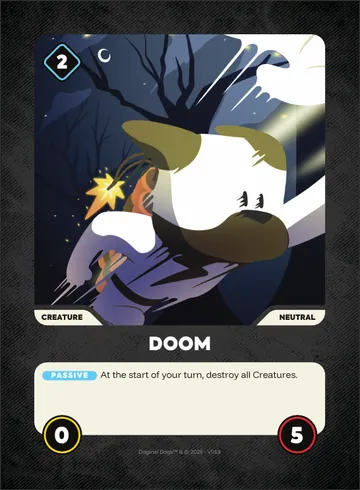 2
CREATURE
NEUTRAL
DOOM
PASSIVE At the start of your turn, destroy all Creatures.
0
5